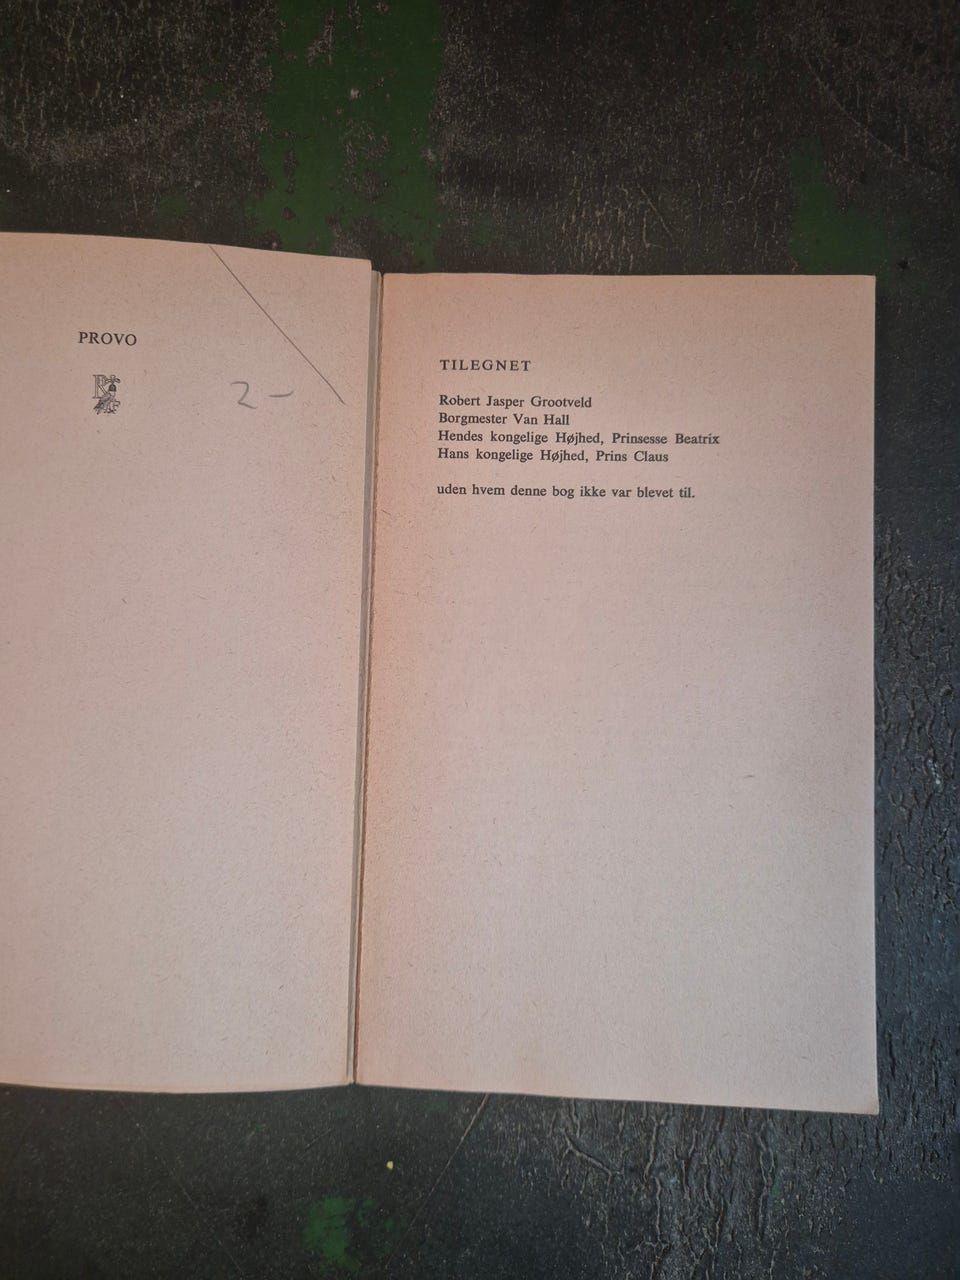 PROVO
2-
TILEGNET
Robert Jasper Grootveld
Borgmester Van Hall
Hendes kongelige Højhed, Prinsesse Beatrix
Hans kongelige Højhed, Prins Claus
uden hvem denne bog ikke var blevet til.